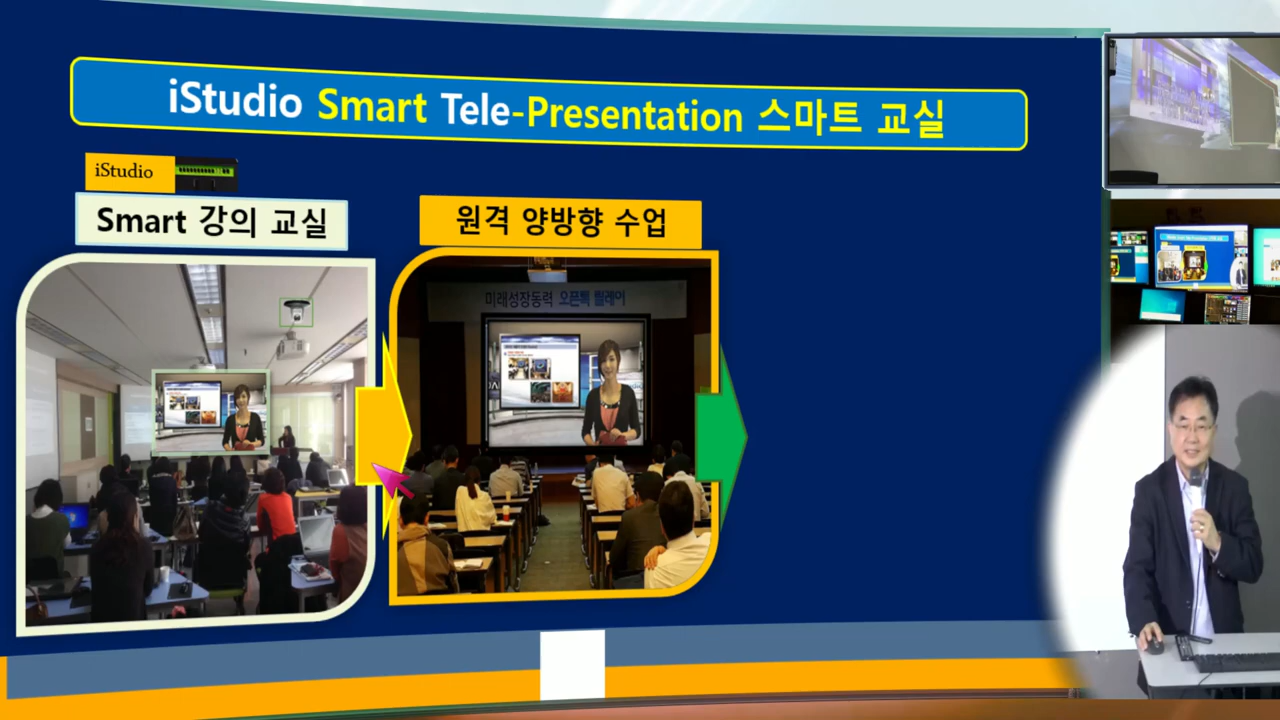 iStudio Smart Tele-Presentation 스마트 교실
iStudio
Smart 강의 교실
원격 양방향 수업
미래성장동력 오픈톡 릴레이